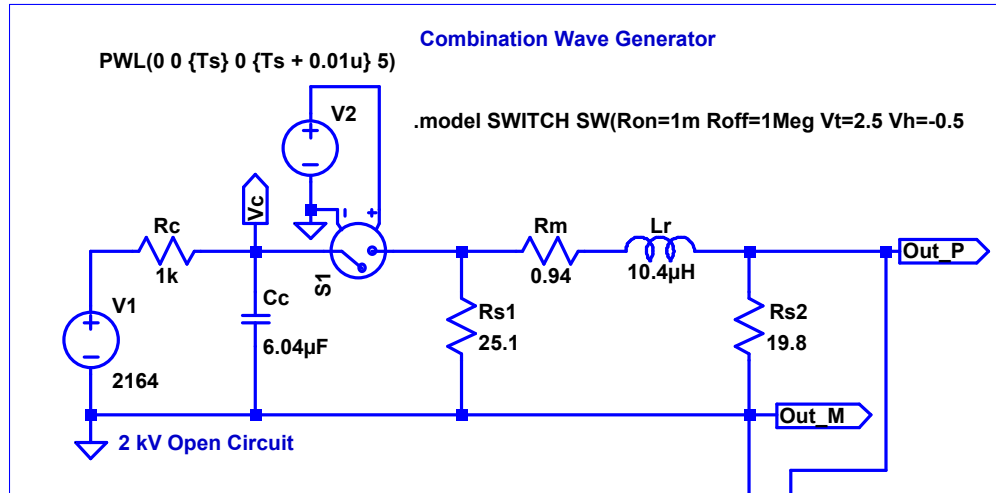 Combination Wave Generator
PWL(0 0 {Ts} 0 {Ts + 0.01u} 5)
V2
.model SWITCH SW(Ron=1m Roff=1Meg Vt=2.5 Vh=-0.5
Vc
Rc
1k
S1
Rm
0.94
Lr
10.4µH
Out_P
V1
2164
Cc
6.04µF
Rs1
25.1
Rs2
19.8
Out_M
2 kV Open Circuit